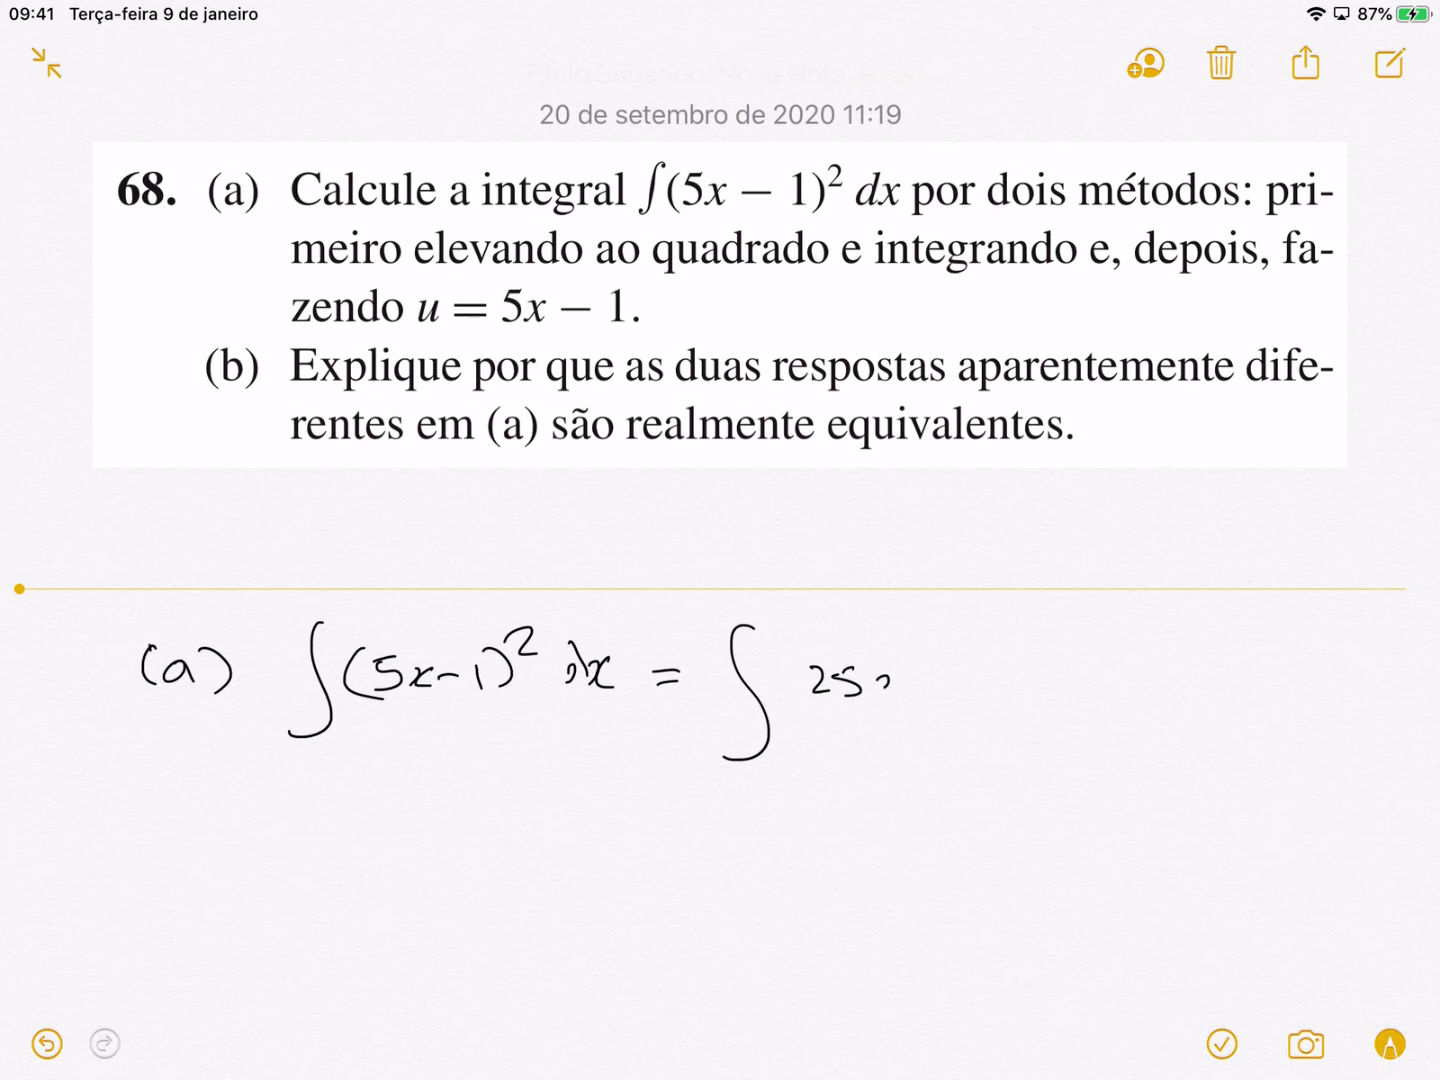 09:41 Terça-feira 9 de janeiro 87%
20 de setembro de 2020 11:19
68. (a) Calcule a integral ∫(5x − 1)² dx por dois métodos: pri-
meiro elevando ao quadrado e integrando e, depois, fa-
zendo u = 5x − 1.
(b) Explique por que as duas respostas aparentemente dife-
rentes em (a) são realmente equivalentes.
(a) ∫(5x-1)² dx = ∫ 25